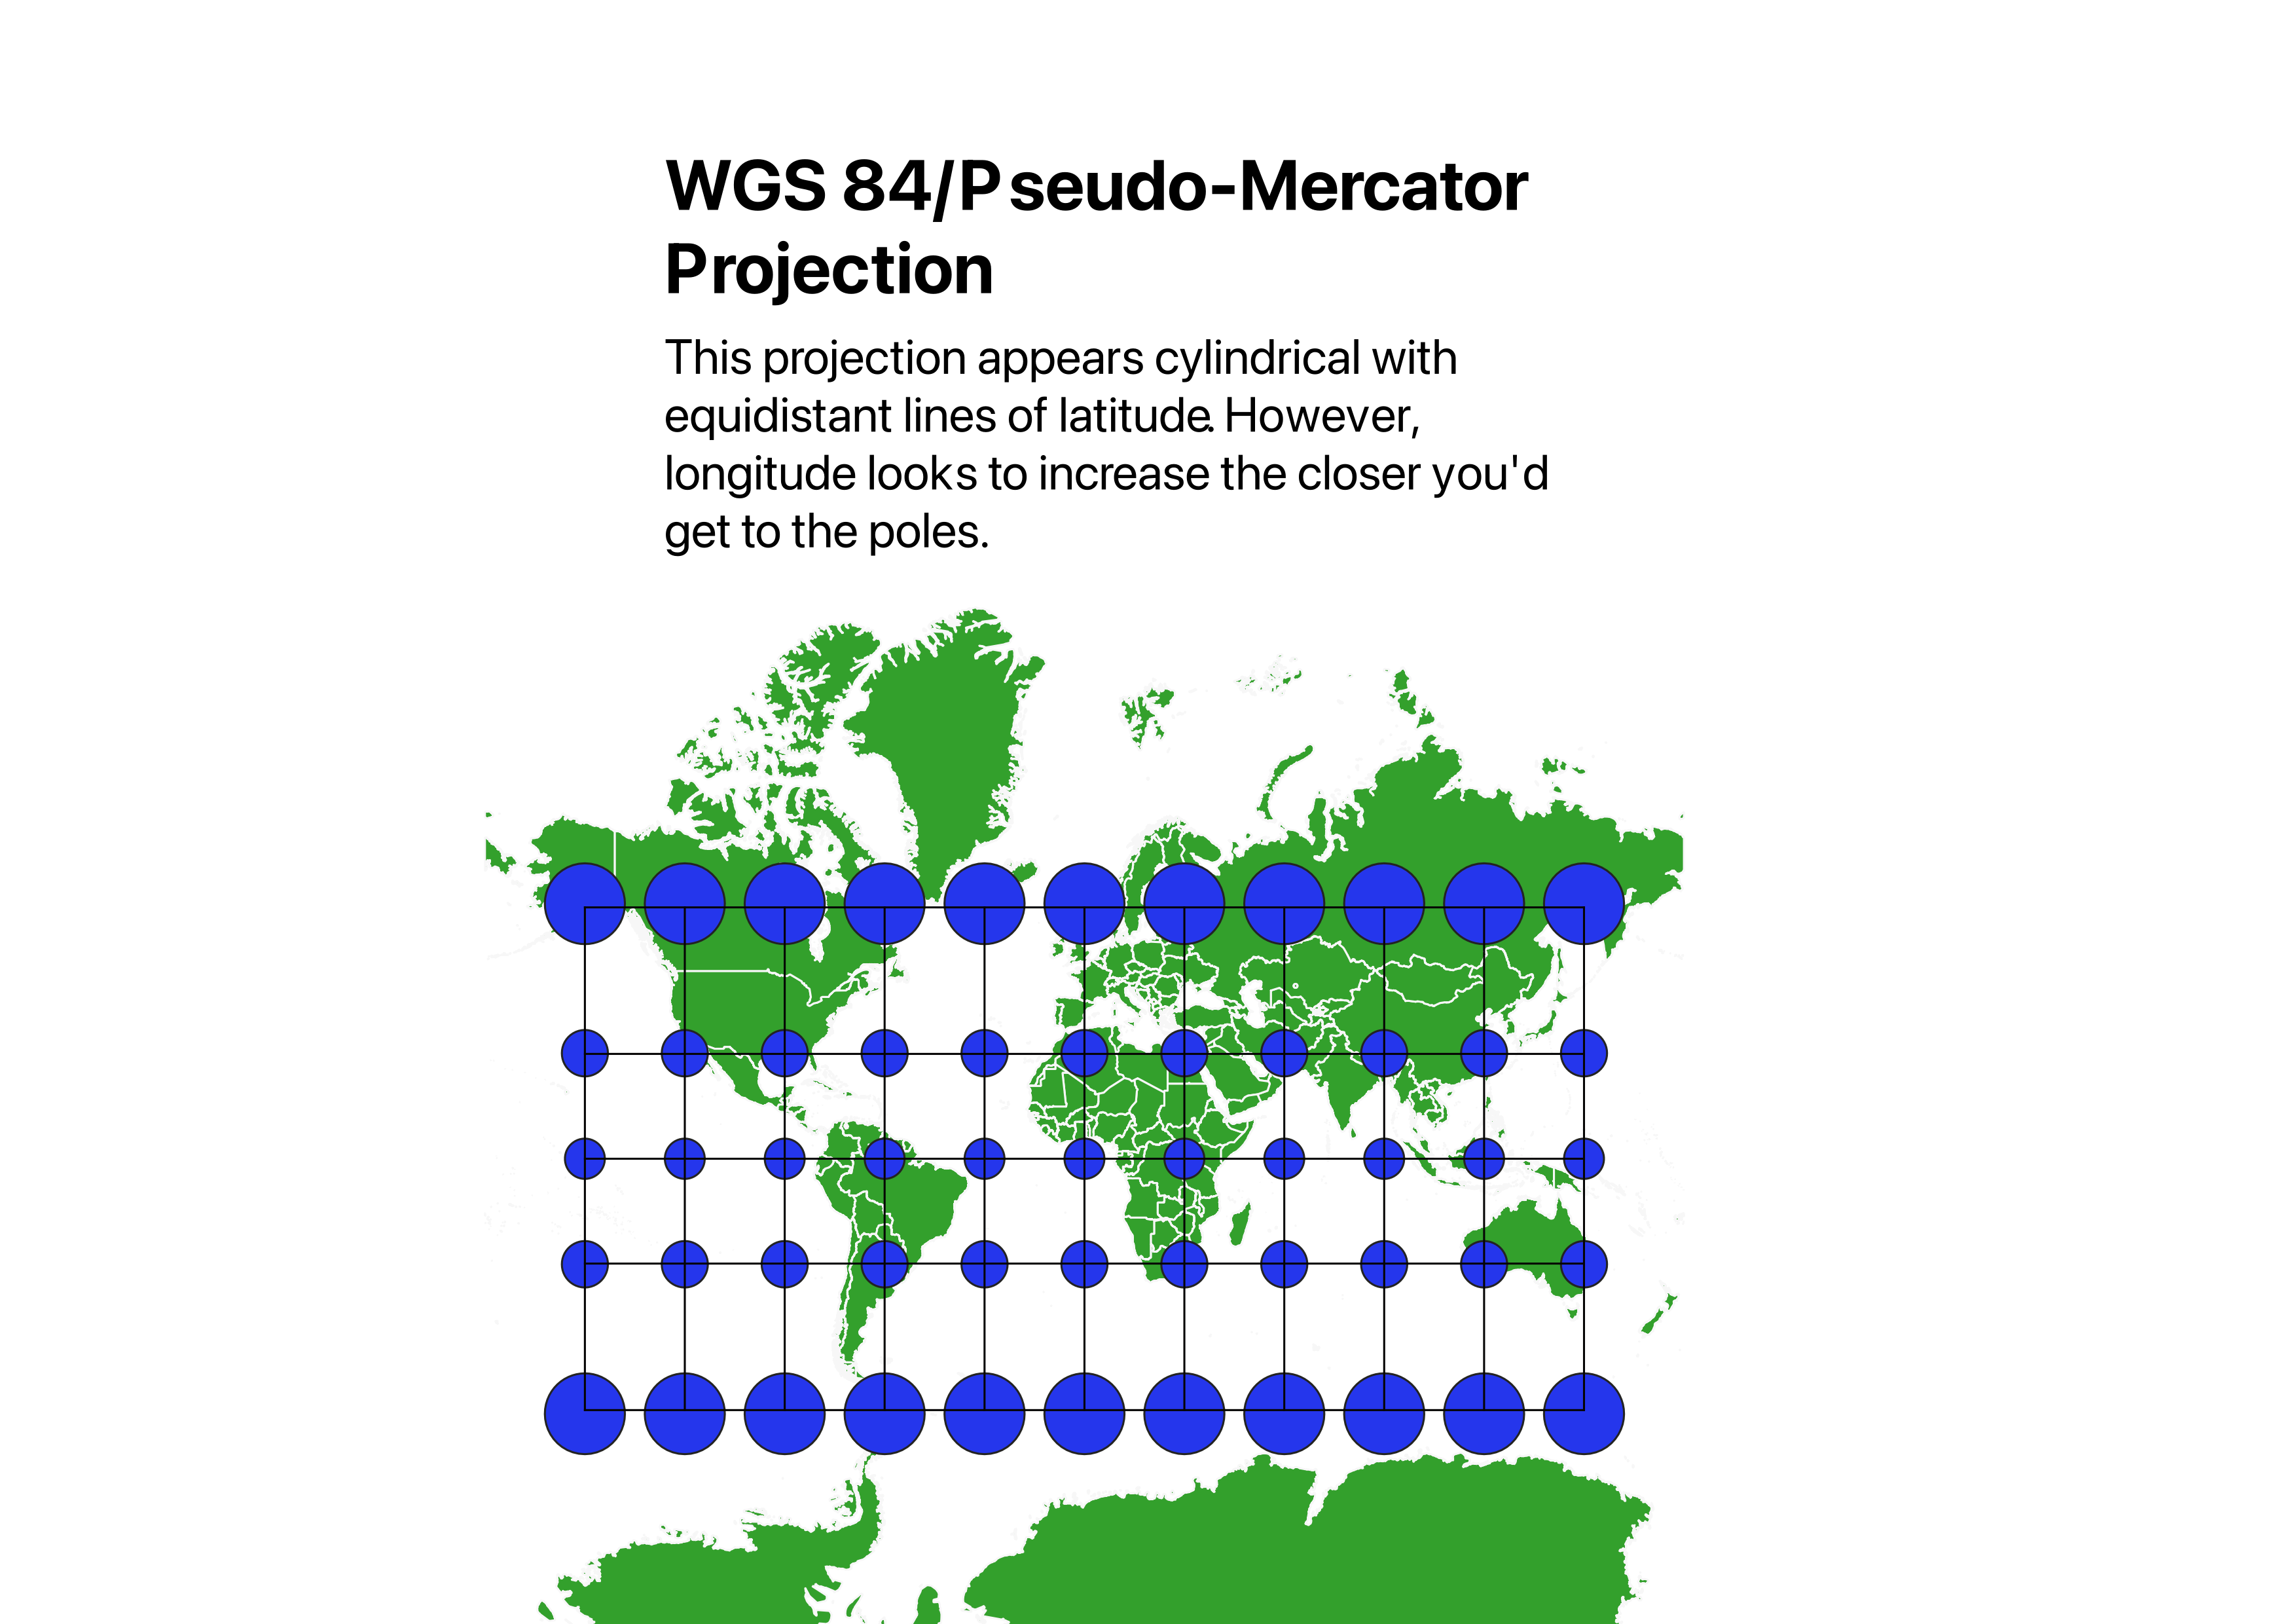 WGS 84/Pseudo-Mercator
Projection
This projection appears cylindrical with
equidistant lines of latitude. However,
longitude looks to increase the closer you'd
get to the poles.